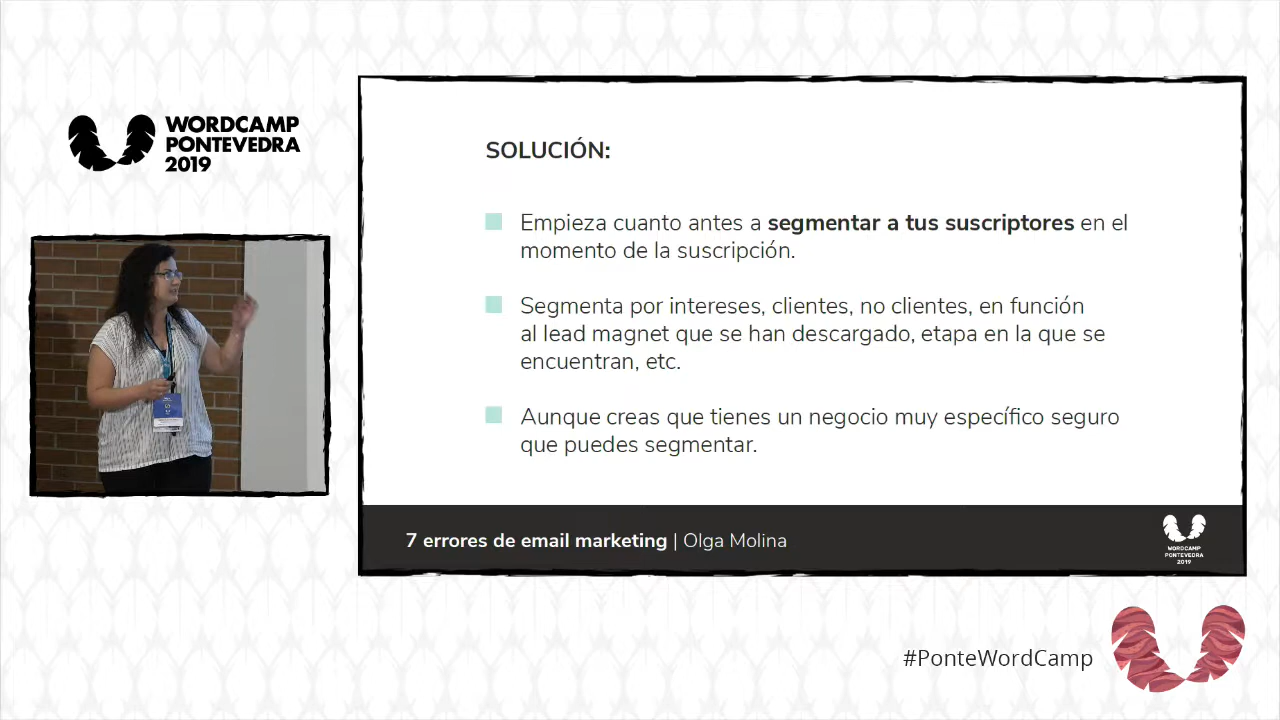 WORDCAMP
PONTEVEDRA
2019
SOLUCIÓN:
Empieza cuanto antes a segmentar a tus suscriptores en el
momento de la suscripción.
Segmenta por intereses, clientes, no clientes, en función
al lead magnet que se han descargado, etapa en la que se
encuentran, etc.
Aunque creas que tienes un negocio muy específico seguro
que puedes segmentar.
7 errores de email marketing | Olga Molina
WORDCAMP
PONTEVEDRA
2019
#PonteWordCamp